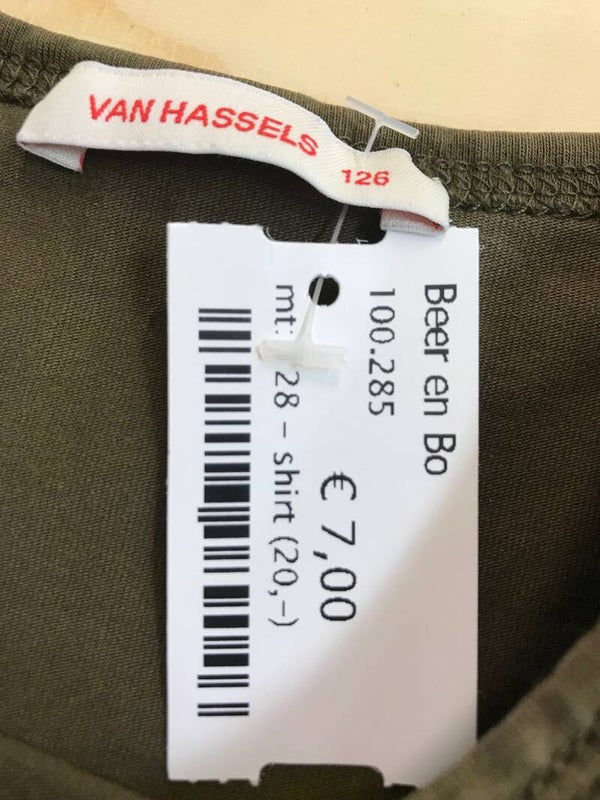 VAN HASSELS
126
Beer en Bo
100.285
€ 7,00
mt: 28 – shirt (20,-)